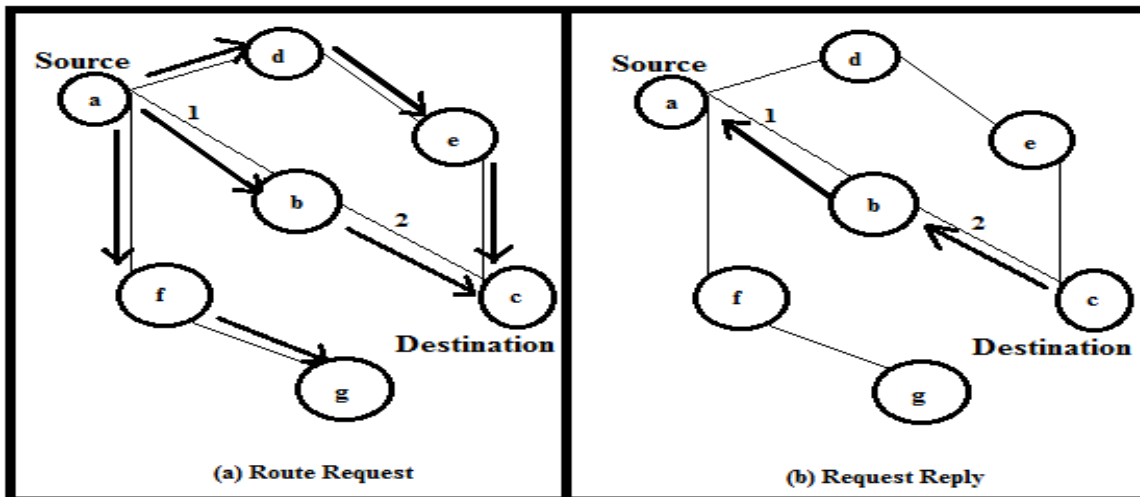 Source
a
d
1
e
b
2
f
c
Destination
g
(a) Route Request
Source
a
d
1
e
b
2
f
c
Destination
g
(b) Request Reply